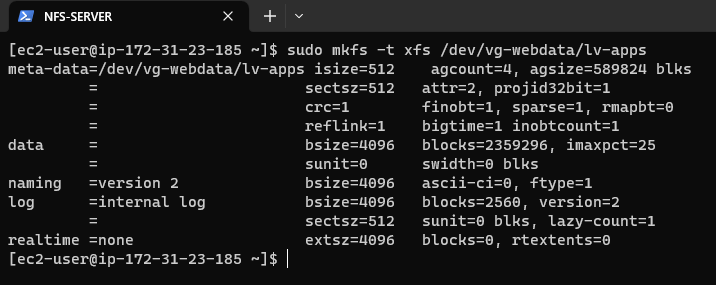 NFS-SERVER
[ec2-user@ip-172-31-23-185 ~]$ sudo mkfs -t xfs /dev/vg-webdata/lv-apps
meta-data=/dev/vg-webdata/lv-apps isize=512    agcount=4, agsize=589824 blks
         =                       sectsz=512   attr=2, projid32bit=1
         =                       crc=1        finobt=1, sparse=1, rmapbt=0
         =                       reflink=1    bigtime=1 inobtcount=1
data     =                       bsize=4096   blocks=2359296, imaxpct=25
         =                       sunit=0      swidth=0 blks
naming   =version 2              bsize=4096   ascii-ci=0, ftype=1
log      =internal log           bsize=4096   blocks=2560, version=2
         =                       sectsz=512   sunit=0 blks, lazy-count=1
realtime =none                   extsz=4096   blocks=0, rtextents=0
[ec2-user@ip-172-31-23-185 ~]$